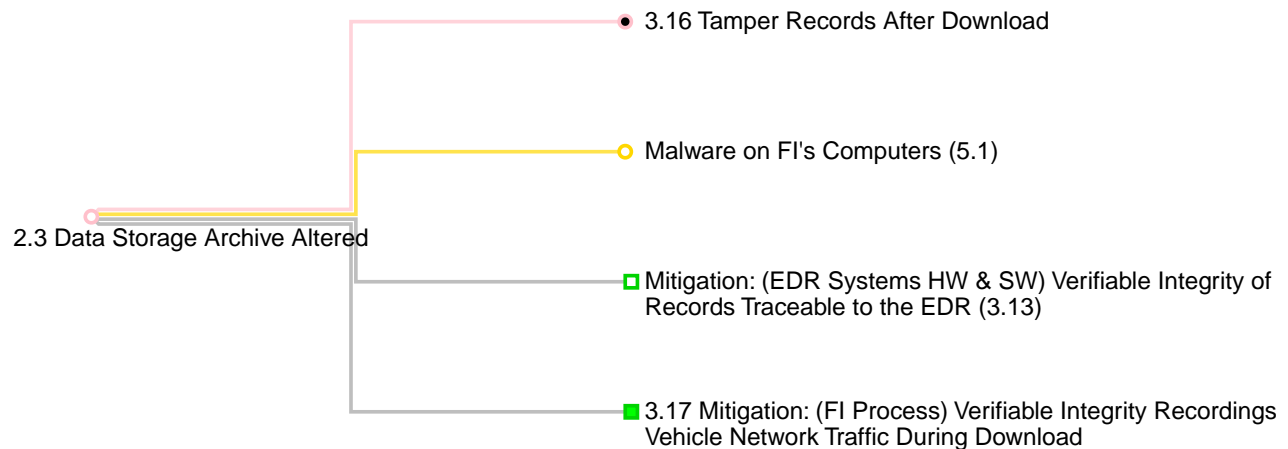 3.16 Tamper Records After Download
Malware on FI's Computers (5.1)
2.3 Data Storage Archive Altered
Mitigation: (EDR Systems HW & SW) Verifiable Integrity of
Records Traceable to the EDR (3.13)
3.17 Mitigation: (FI Process) Verifiable Integrity Recordings
Vehicle Network Traffic During Download